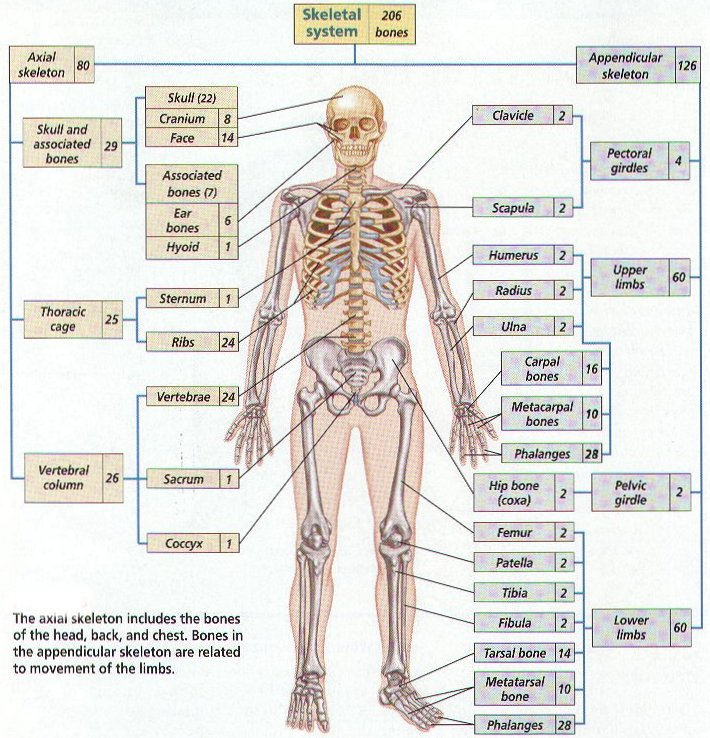 Skeletal
system
206
bones
Axial
skeleton
80
Appendicular
skeleton
126
Skull and
associated
bones
29
Skull (22)
Cranium 8
Face 14
Associated
bones (7)
Ear
bones
6
Hyoid 1
Thoracic
cage
25
Sternum 1
Ribs 24
Vertebral
column
26
Vertebrae 24
Sacrum 1
Coccyx 1
Clavicle 2
Scapula 2
Pectoral
girdles
4
Humerus 2
Radius 2
Ulna 2
Carpal
bones
16
Metacarpal
bones
10
Phalanges 28
Upper
limbs
60
Hip bone
(coxa)
2
Pelvic
girdle
2
Femur 2
Patella 2
Tibia 2
Fibula 2
Tarsal bone 14
Metatarsal
bone
10
Phalanges 28
Lower
limbs
60
The axial skeleton includes the bones
of the head, back, and chest. Bones in
the appendicular skeleton are related
to movement of the limbs.